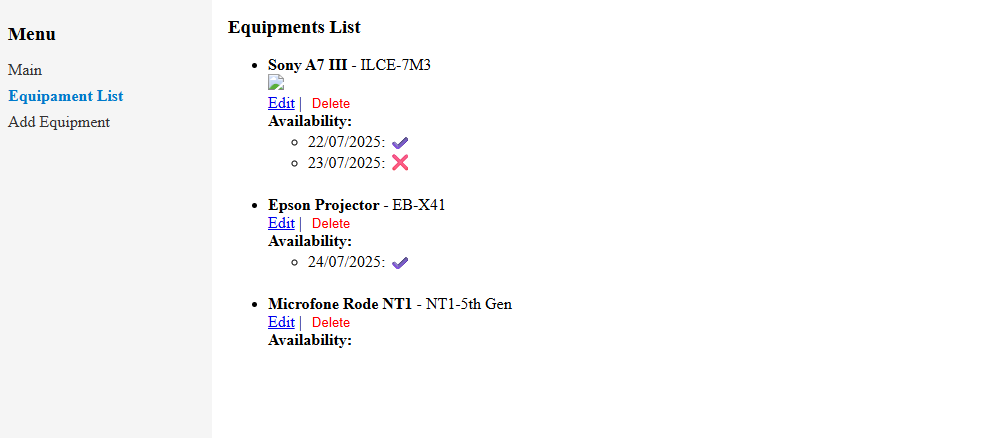 Menu
Main
Equipament List
Add Equipment
Equipments List
Sony A7 III - ILCE-7M3
Edit | Delete
Availability:
22/07/2025: ✔
23/07/2025: ❌
Epson Projector - EB-X41
Edit | Delete
Availability:
24/07/2025: ✔
Microfone Rode NT1 - NT1-5th Gen
Edit | Delete
Availability: